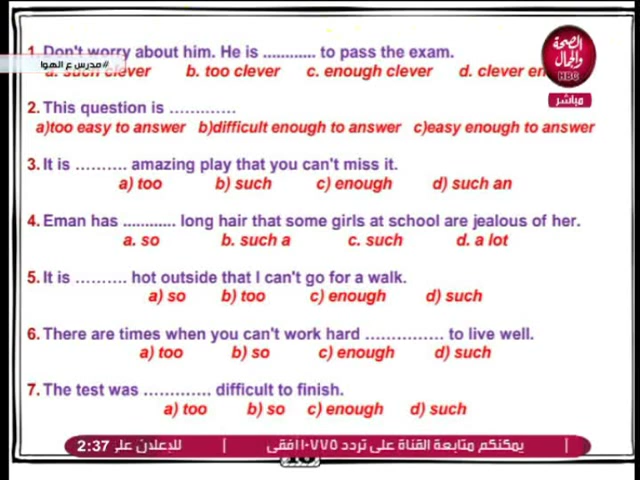 1. Don't worry about him. He is ............ to pass the exam.
#مدرس ع الهوا
a. such clever b. too clever c. enough clever d. clever en
الصحة والجمال
HBC
مباشر
2. This question is .............
a)too easy to answer b)difficult enough to answer c)easy enough to answer
3. It is .......... amazing play that you can't miss it.
a) too b) such c) enough d) such an
4. Eman has ............ long hair that some girls at school are jealous of her.
a. so b. such a c. such d. a lot
5. It is .......... hot outside that I can't go for a walk.
a) so b) too c) enough d) such
6. There are times when you can't work hard ............... to live well.
a) too b) so c) enough d) such
7. The test was ............. difficult to finish.
a) too b) so c) enough d) such
2:37 للإعلان على | يمكنكم متابعة القناة على تردد ١١٠٧٧٥فقى |